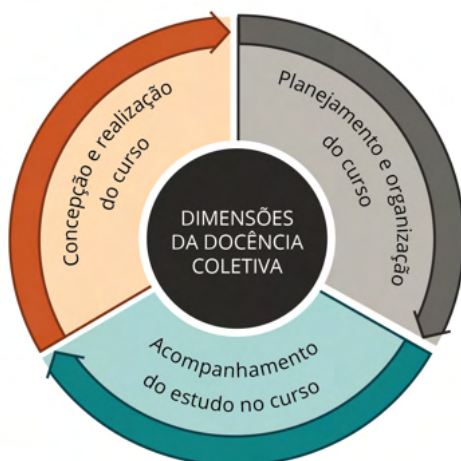 Concepção e realização
do curso
Planejamento e organização
do curso
DIMENSÕES
DA DOCÊNCIA
COLETIVA
Acompanhamento
do estudo no curso